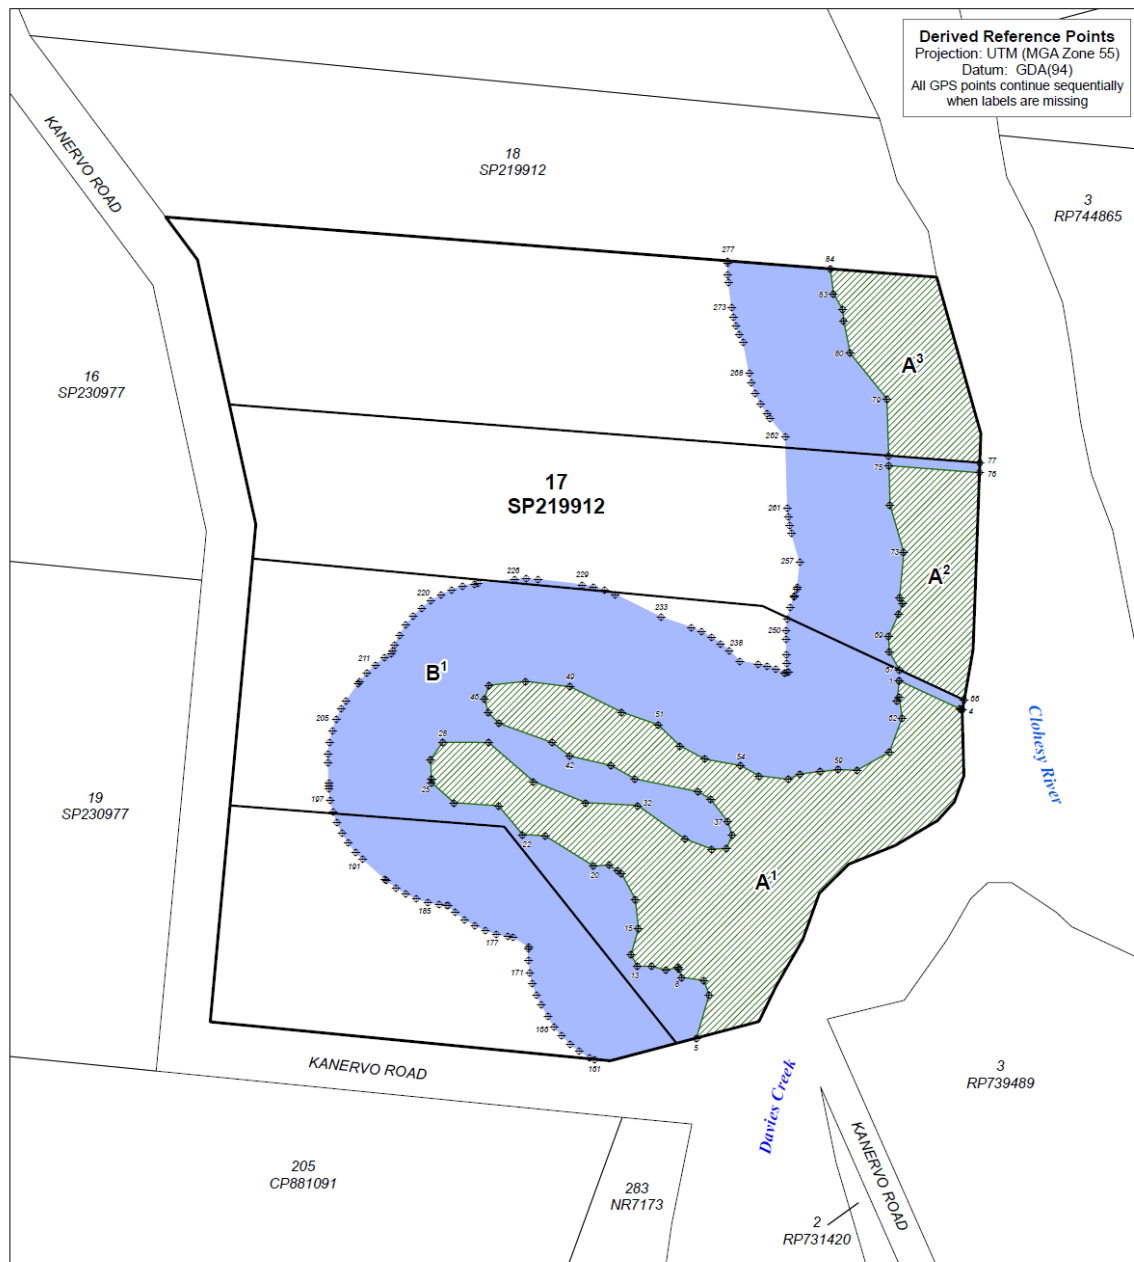 Derived Reference Points
Projection: UTM (MGA Zone 55)
Datum: GDA(94)
All GPS points continue sequentially
when labels are missing
KANERVO ROAD
18
SP219912
3
RP744865
277
84
83
273
80
268
A3
16
SP230977
79
262
77
75
76
17
SP219912
261
73
257
226
229
A2
220
233
250
69
238
211
67
B1
1
49
46
66
4
205
51
62
28
Clohesy River
54
59
42
25
19
SP230977
197
32
37
22
191
20
A1
185
15
177
13
171
8
166
5
161
KANERVO ROAD
Davies Creek
3
RP739489
KANERVO ROAD
205
CP881091
283
NR7173
2
RP731420